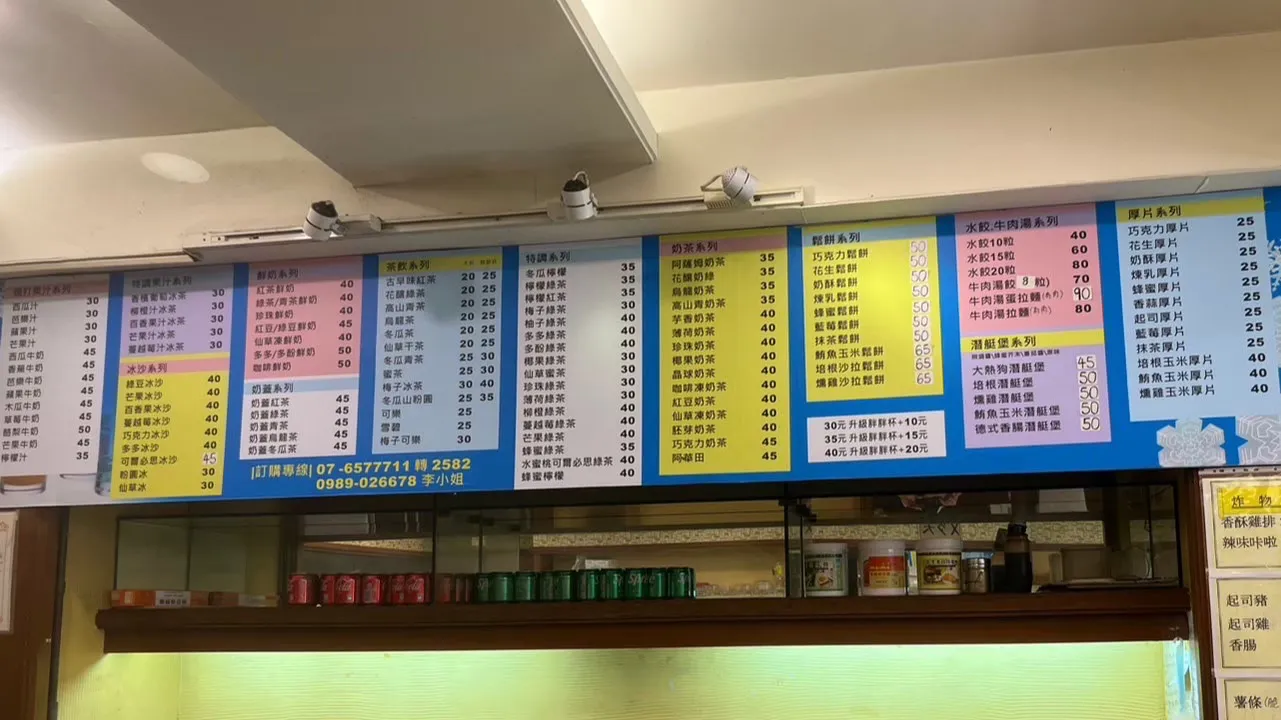 現打果汁系列
西瓜汁 30
芭樂汁 30
蘋果汁 30
芒果汁 30
西瓜牛奶 45
香蕉牛奶 45
芭樂牛奶 45
蘋果牛奶 45
木瓜牛奶 45
草莓牛奶 45
酪梨牛奶 50
芒果牛奶 45
檸檬汁 35
特調果汁系列
香檳葡萄冰茶 30
柳橙汁冰茶 30
百香果汁冰茶 30
芒果汁冰茶 30
蔓越莓汁冰茶 30
冰沙系列
綠豆冰沙 40
芒果冰沙 40
百香果冰沙 40
蔓越莓冰沙 40
巧克力冰沙 40
多多冰沙 40
可爾必思冰沙 45
粉圓冰 30
仙草冰 30
鮮奶系列
紅茶鮮奶 40
綠茶/青茶鮮奶 40
珍珠鮮奶 40
紅豆/綠豆鮮奶 45
仙草凍鮮奶 40
多多/多酚鮮奶 40
咖啡鮮奶 50
奶蓋系列
奶蓋紅茶 45
奶蓋綠茶 45
奶蓋青茶 45
奶蓋烏龍茶 45
奶蓋冬瓜茶 45
|訂購專線| 07 -6577711 轉 2582
0989-026678 李小姐
茶飲系列
古早味紅茶 20 25
花釀綠茶 20 25
高山青茶 20 25
烏龍茶 20 25
冬瓜茶 20 25
仙草干茶 20 25
冬瓜青茶 25 30
蜜茶 25 30
梅子冰茶 30 40
冬瓜山粉圓 25 35
可樂 25
雪碧 25
梅子可樂 30
特調系列
冬瓜檸檬 35
檸檬綠茶 35
檸檬紅茶 35
梅子綠茶 30
柚子綠茶 30
多多綠茶 30
多酚綠茶 30
椰果綠茶 30
仙草蜜茶 30
珍珠綠茶 30
薄荷綠茶 30
柳橙綠茶 40
蔓越莓綠茶 40
芒果綠茶 40
蜂蜜綠茶 40
水蜜桃可爾必思綠茶 40
蜂蜜檸檬 40
奶茶系列
阿薩姆奶茶 35
花釀奶綠 35
烏龍奶茶 35
高山青奶茶 35
芋香奶茶 40
薄荷奶茶 40
珍珠奶茶 40
椰果奶茶 40
晶球奶茶 40
咖啡凍奶茶 40
紅豆奶茶 40
仙草凍奶茶 40
胚芽奶茶 40
巧克力奶茶 45
阿華田 45
鬆餅系列
巧克力鬆餅 50
花生鬆餅 50
奶酥鬆餅 50
煉乳鬆餅 50
蜂蜜鬆餅 50
藍莓鬆餅 50
抹茶鬆餅 50
鮪魚玉米鬆餅 65
培根沙拉鬆餅 65
燻雞沙拉鬆餅 65
30元 升級胖胖杯+10元
35元 升級胖胖杯+15元
40元 升級胖胖杯+20元
水餃.牛肉湯系列
水餃10粒 40
水餃15粒 60
水餃20粒 80
牛肉湯餃(8粒) 70
牛肉湯蛋拉麵(有肉) 90
牛肉湯拉麵(有肉) 80
潛艇堡系列
大熱狗潛艇堡 45
培根潛艇堡 50
燻雞潛艇堡 50
鮪魚玉米潛艇堡 50
德式香腸潛艇堡 50
厚片系列
巧克力厚片 25
花生厚片 25
奶酥厚片 25
煉乳厚片 25
蜂蜜厚片 25
香蒜厚片 25
起司厚片 25
藍莓厚片 25
抹茶厚片 25
培根玉米厚片 40
鮪魚玉米厚片 40
燻雞玉米厚片 40
炸 物
香酥雞排
辣味咔啦
起司豬
起司雞
香腸
薯條
Sprite